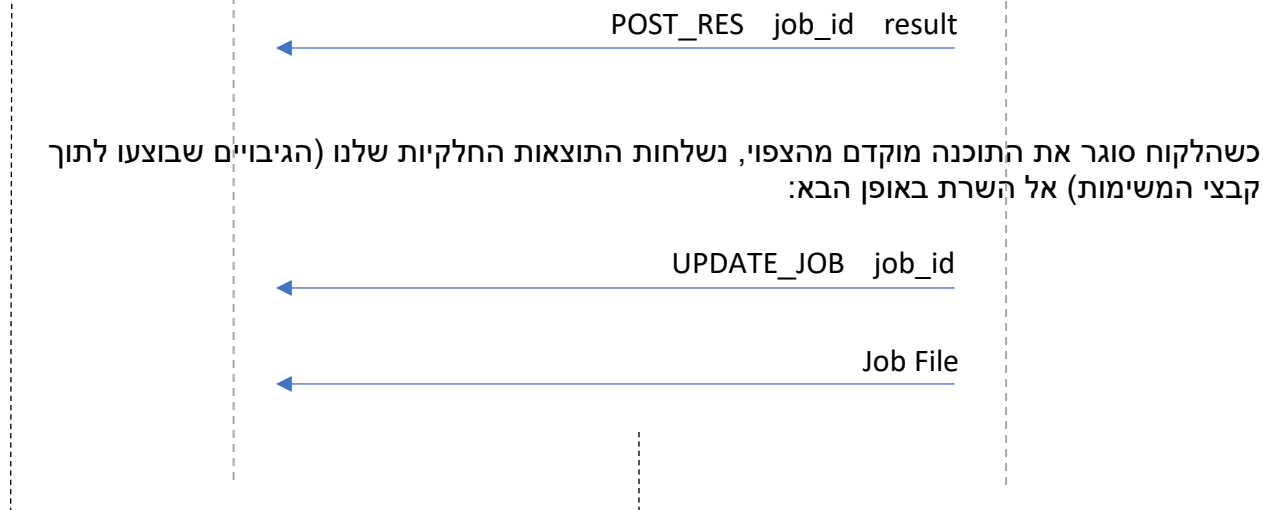 POST_RES job_id result
כשהלקוח סוגר את התוכנה מוקדם מהצפוי, נשלחות התוצאות החלקיות שלנו (הגיבויים שבוצעו לתוך
קבצי המשימות) אל השרת באופן הבא:
UPDATE_JOB job_id
Job File